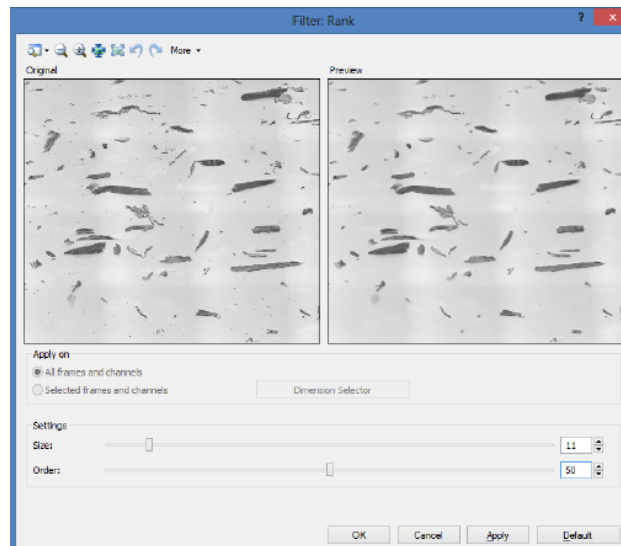 iFilter: Rank
?
x
More
Original
Preview
Apply on
All frames and channels
Selected frames and channels
Dimension Selector
Settings
Size:
11
Order:
50
OK
Cancel
Apply
Default